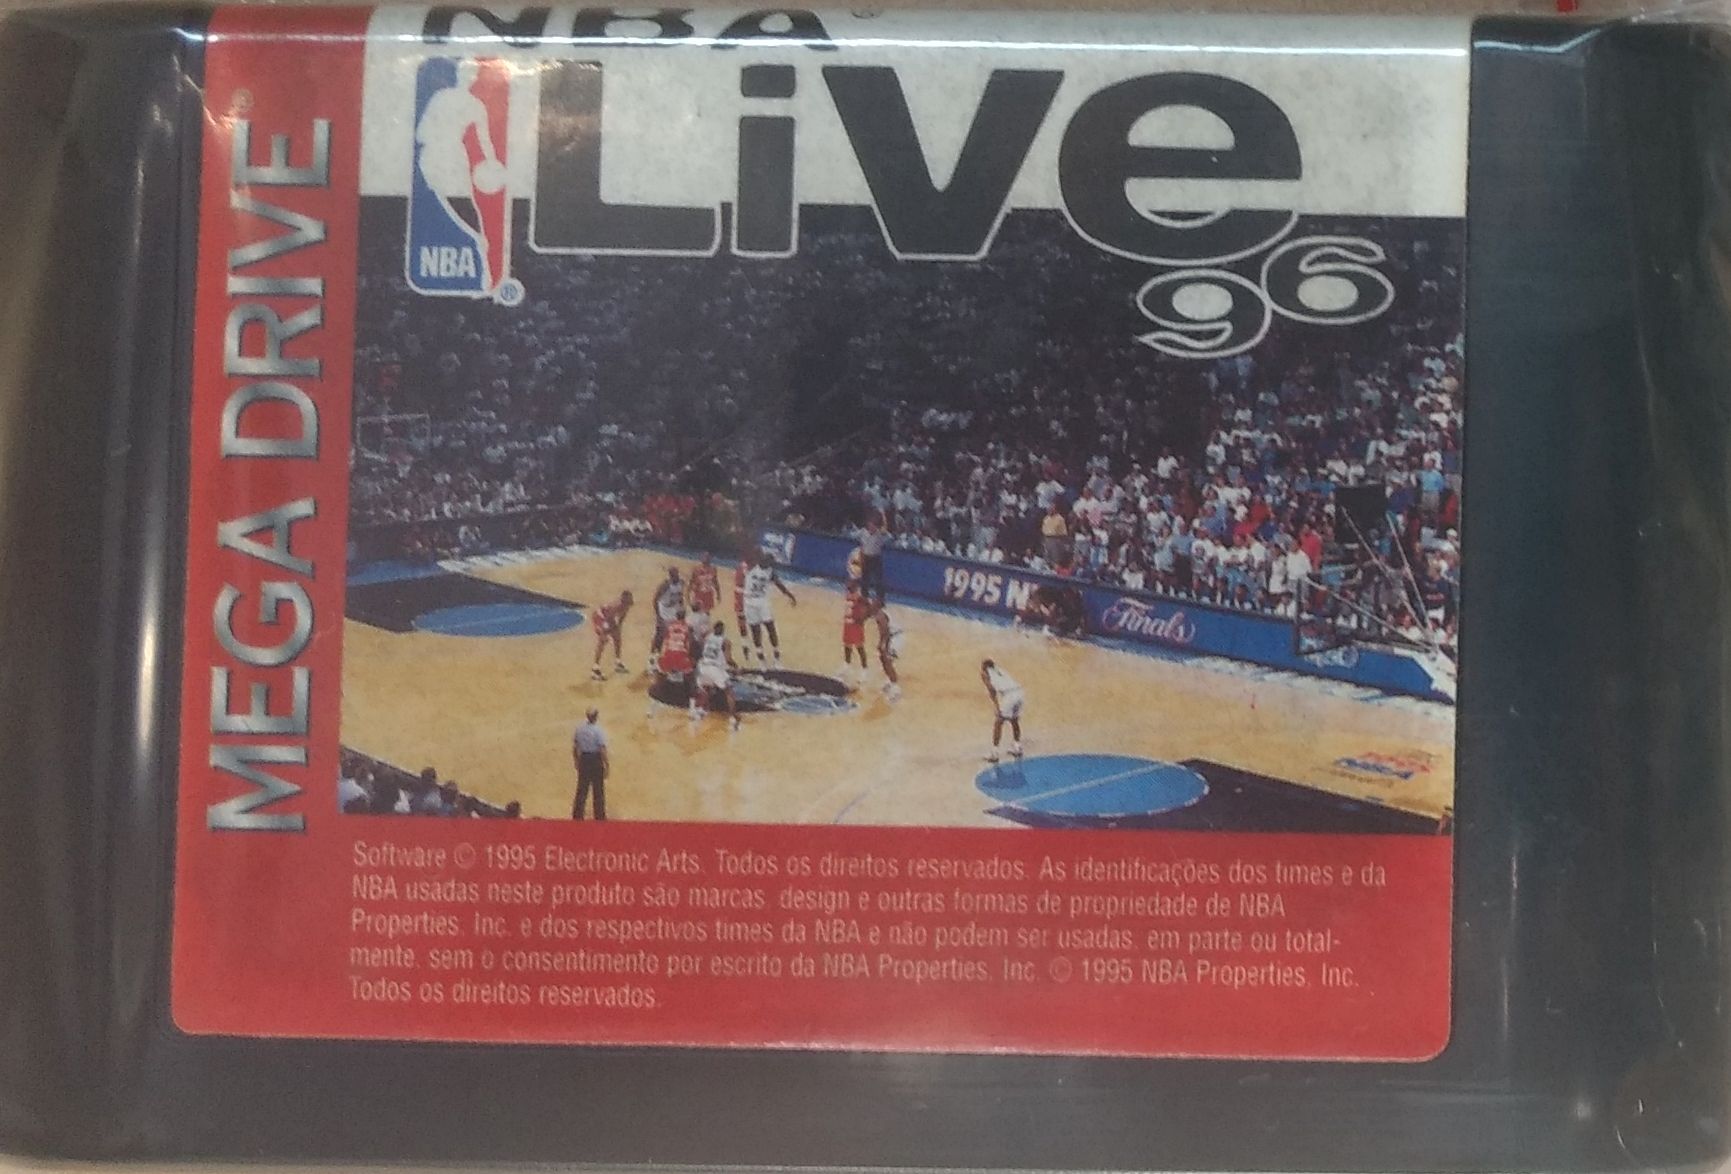 NBA
Live
96
NBA®
MEGA DRIVE®
1995 N
Finals
Software © 1995 Electronic Arts. Todos os direitos reservados. As identificações dos times e da
NBA usadas neste produto são marcas, design e outras formas de propriedade de NBA
Properties, Inc. e dos respectivos times da NBA e não podem ser usadas, em parte ou total-
mente, sem o consentimento por escrito da NBA Properties, Inc. © 1995 NBA Properties, Inc.
Todos os direitos reservados.